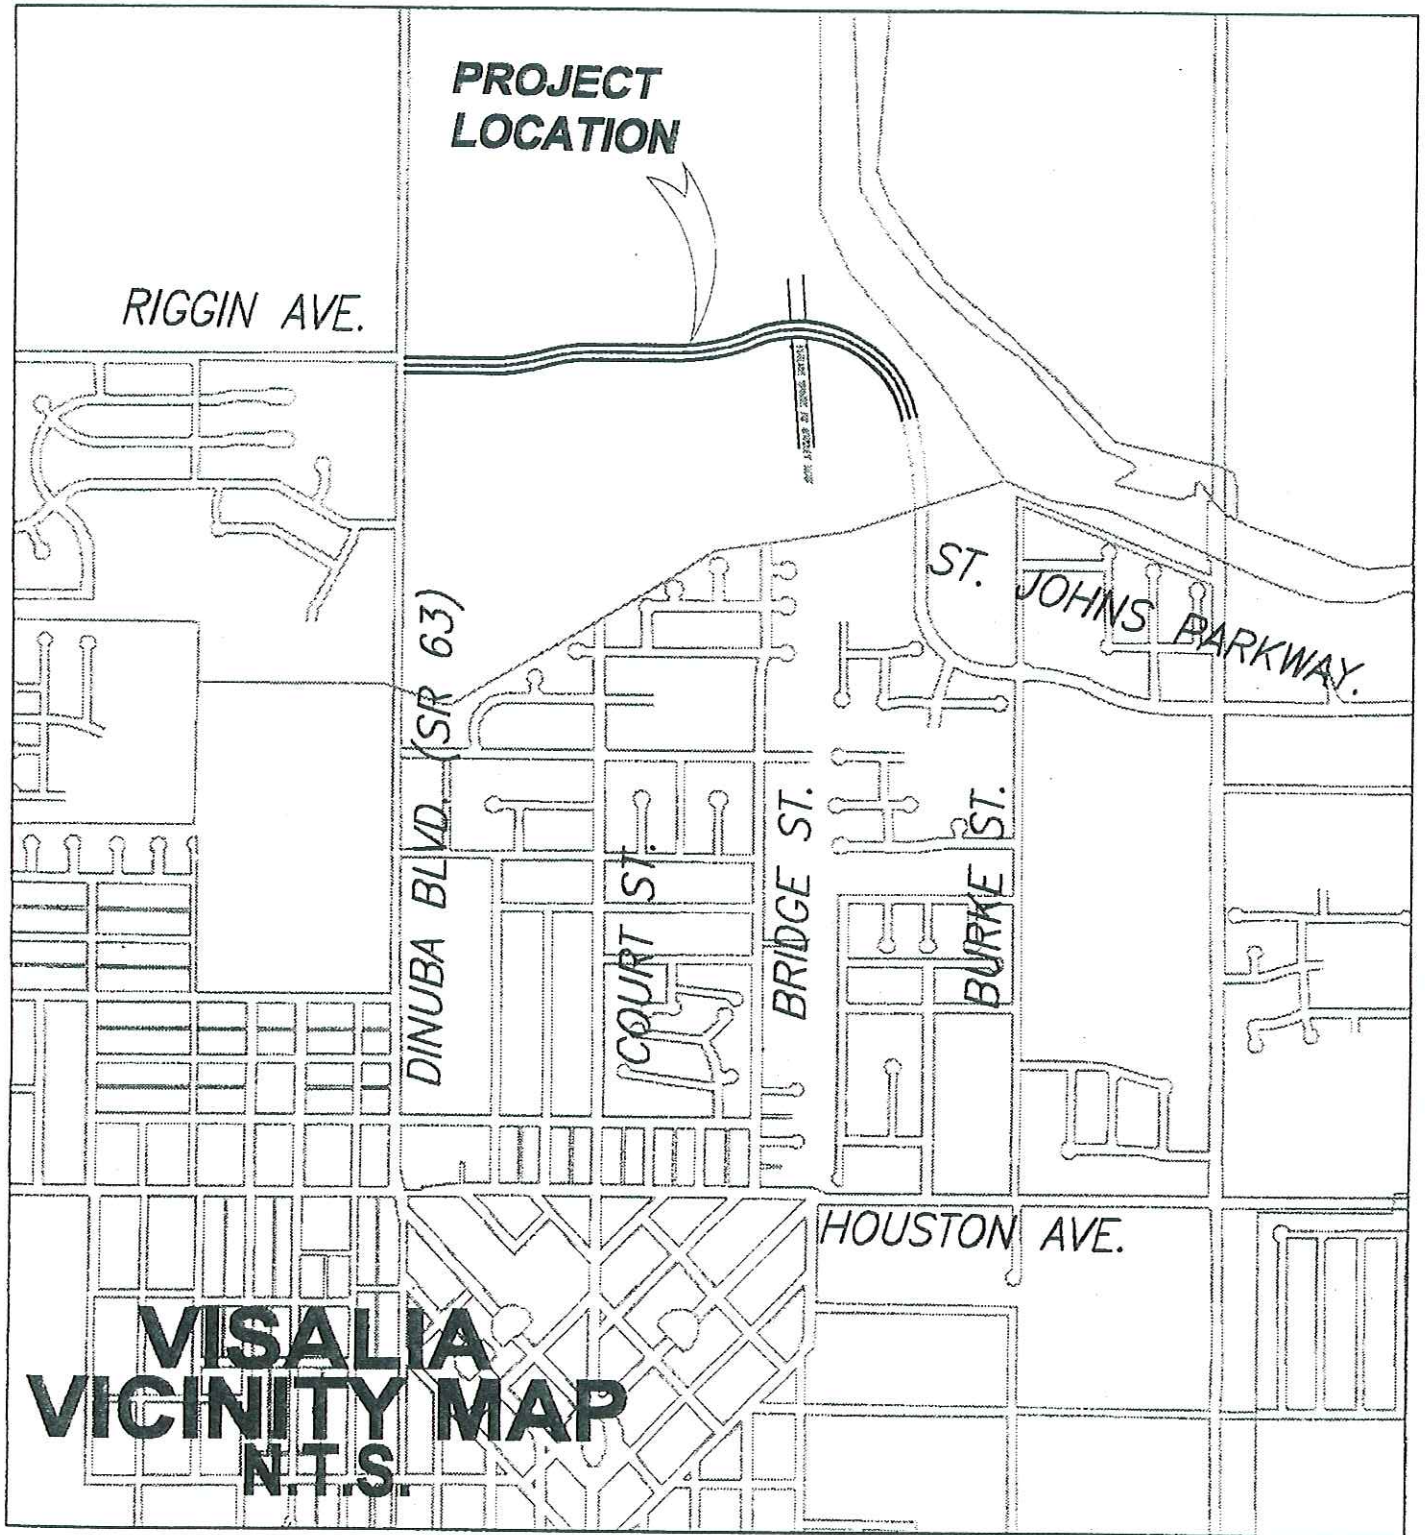 PROJECT
LOCATION
RIGGIN AVE.
ST. JOHNS PARKWAY.
DINUBA BLVD. (SR 63)
COURT ST.
BRIDGE ST.
BURKE ST.
HOUSTON AVE.
VISALIA
VICINITY MAP
N.T.S.